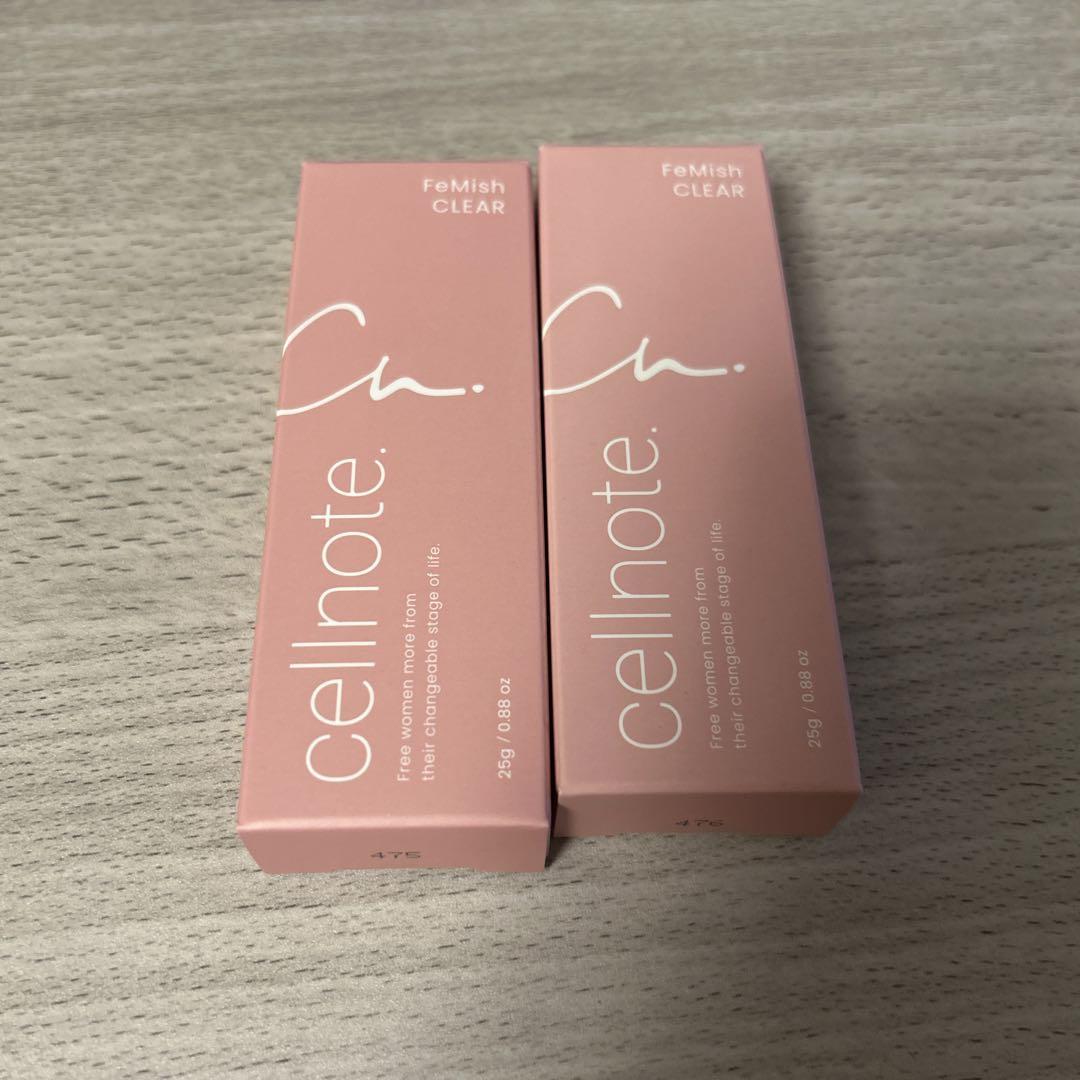 FeMish
CLEAR
Cn.
cellnote.
Free women more from
their changeable stage of life.
25g / 0.88 oz
475
FeMish
CLEAR
Cn.
cellnote.
Free women more from
their changeable stage of life.
25g / 0.88 oz
476